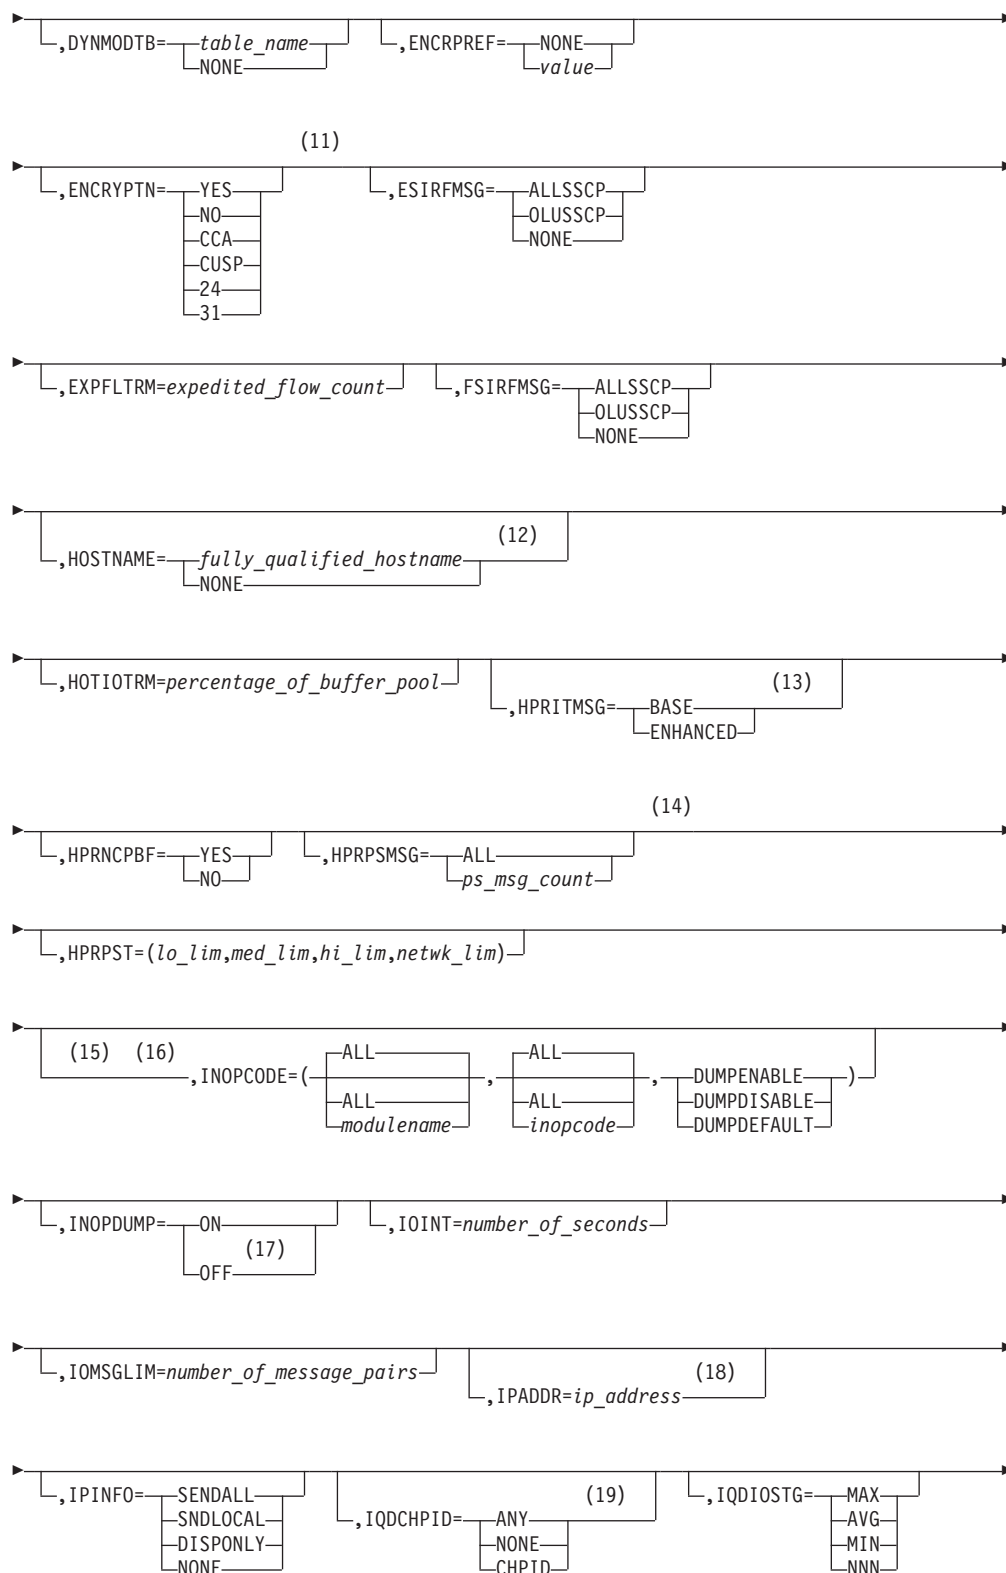 ,DYNMODTB= table_name ,ENCRPREF= NONE
NONE value
(11)
,ENCRYPTN= YES ,ESIRFMSG= ALLSSCP
NO OLUSSCP
CCA NONE
CUSP
24
31
,EXPFLTRM=expedited_flow_count ,FSIRFMSG= ALLSSCP
OLUSSCP
NONE
(12)
,HOSTNAME= fully_qualified_hostname
NONE
,HOTIOTRM=percentage_of_buffer_pool (13)
,HPRITMSG= BASE
ENHANCED
(14)
,HPRNCPBF= YES ,HPRPSMSG= ALL
NO ps_msg_count
,HPRPST=(lo_lim,med_lim,hi_lim,netwk_lim)
(15) (16) ALL ALL
,INOPCODE=( , , DUMPENABLE )
ALL ALL DUMPDISABLE
modulename inopcode DUMPDEFAULT
,INOPDUMP= ON ,IOINT=number_of_seconds
(17)
OFF
,IOMSGLIM=number_of_message_pairs (18)
,IPADDR=ip_address
,IPINFO= SENDALL (19) ,IQDIOSTG= MAX
SNDLOCAL ,IQDCHPID= ANY AVG
DISPONLY NONE MIN
NONE CHPID NNN